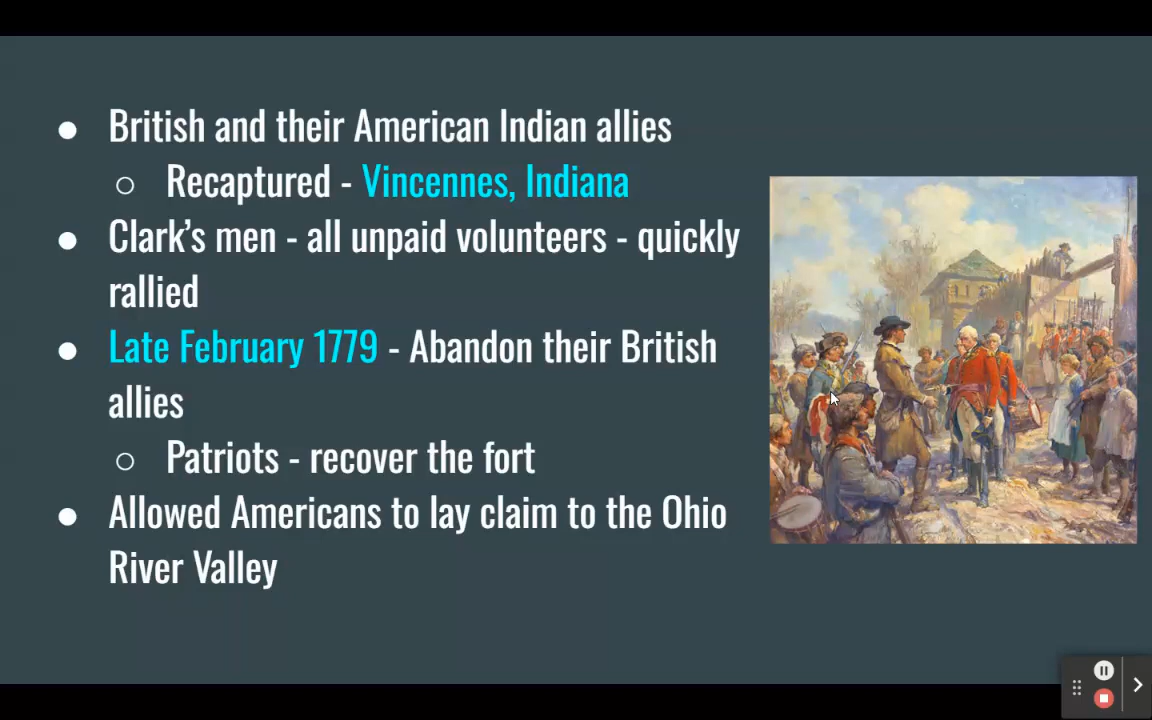 ● British and their American Indian allies
○ Recaptured - Vincennes, Indiana
● Clark’s men - all unpaid volunteers - quickly
rallied
● Late February 1779 - Abandon their British
allies
○ Patriots - recover the fort
● Allowed Americans to lay claim to the Ohio
River Valley